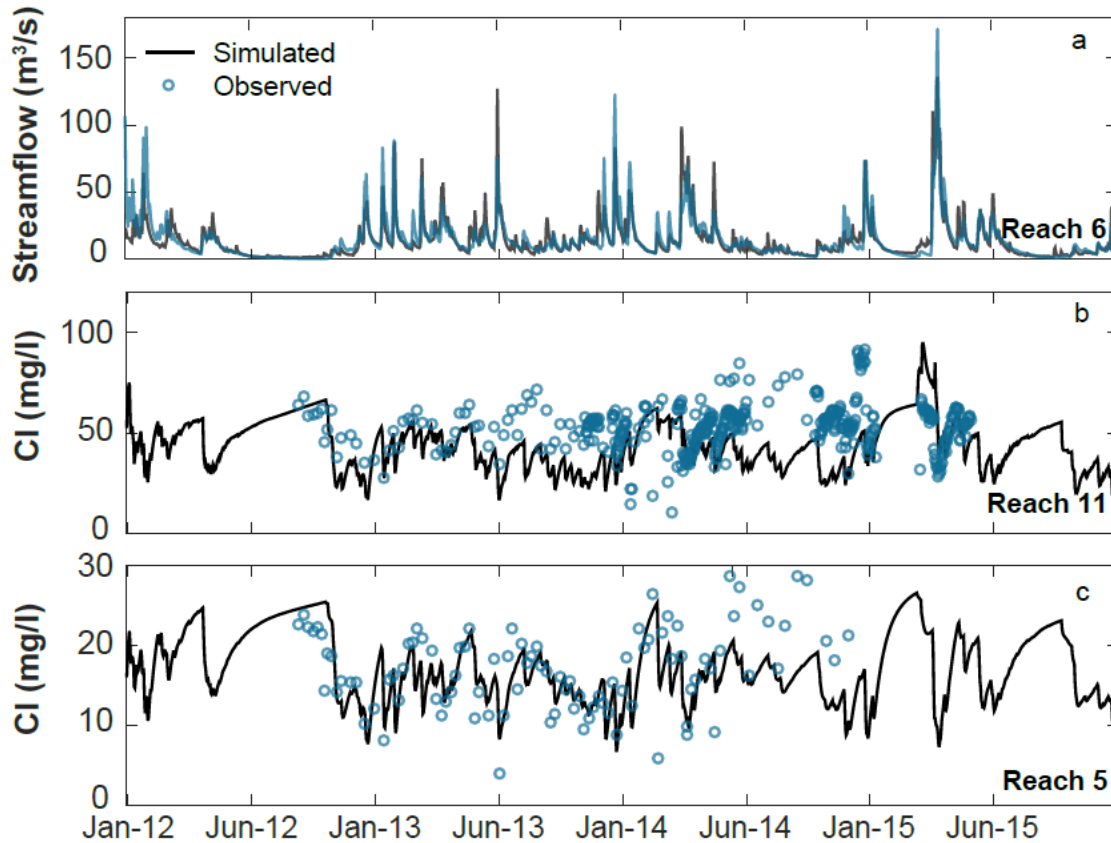 a
Simulated
Observed
Streamflow (m³/s)
150
100
50
0
Reach 6
b
Cl (mg/l)
100
50
0
Reach 11
c
Cl (mg/l)
30
20
10
0
Reach 5
Jan-12 Jun-12 Jan-13 Jun-13 Jan-14 Jun-14 Jan-15 Jun-15